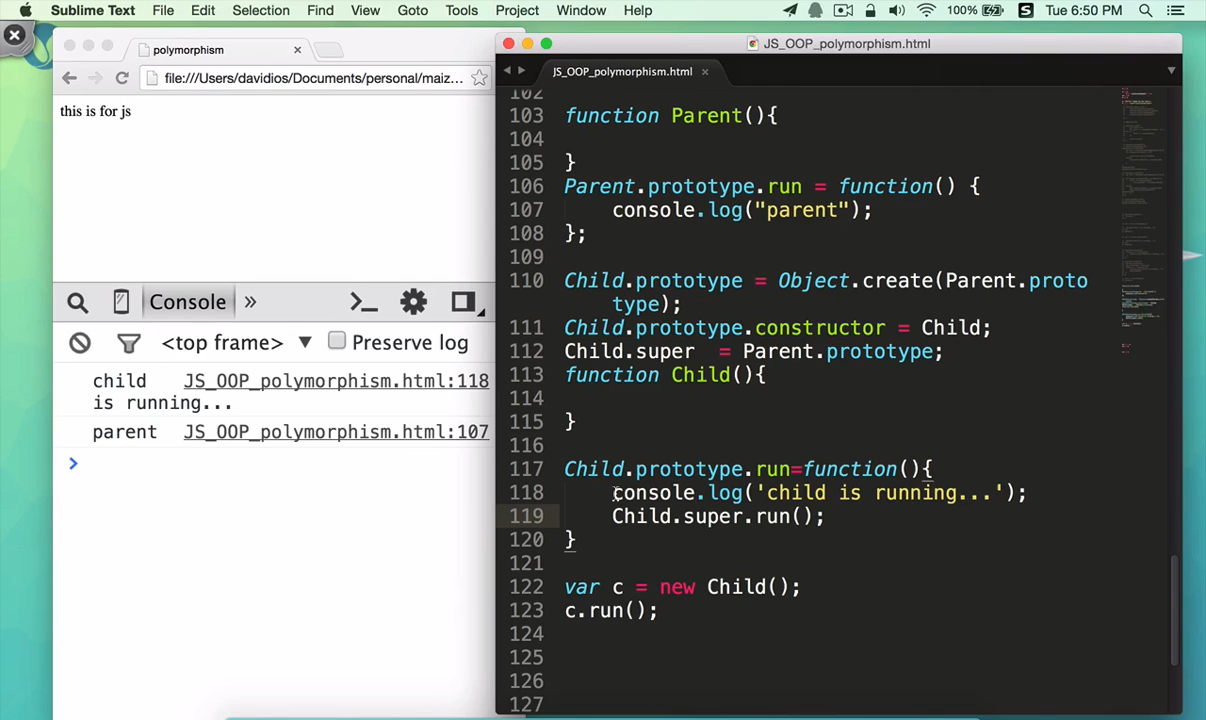 Sublime Text File Edit Selection Find View Goto Tools Project Window Help 100% S Tue 6:50 PM
polymorphism
file:///Users/davidios/Documents/personal/maiz...
this is for js
Console »
<top frame> ▼ Preserve log
child JS_OOP_polymorphism.html:118
is running...
parent JS_OOP_polymorphism.html:107
>
JS_OOP_polymorphism.html
JS_OOP_polymorphism.html
102
103 function Parent(){
104
105 }
106 Parent.prototype.run = function() {
107 console.log("parent");
108 };
109
110 Child.prototype = Object.create(Parent.proto
type);
111 Child.prototype.constructor = Child;
112 Child.super  = Parent.prototype;
113 function Child(){
114
115 }
116
117 Child.prototype.run=function(){
118 console.log('child is running...');
119 Child.super.run();
120 }
121
122 var c = new Child();
123 c.run();
124
125
126
127